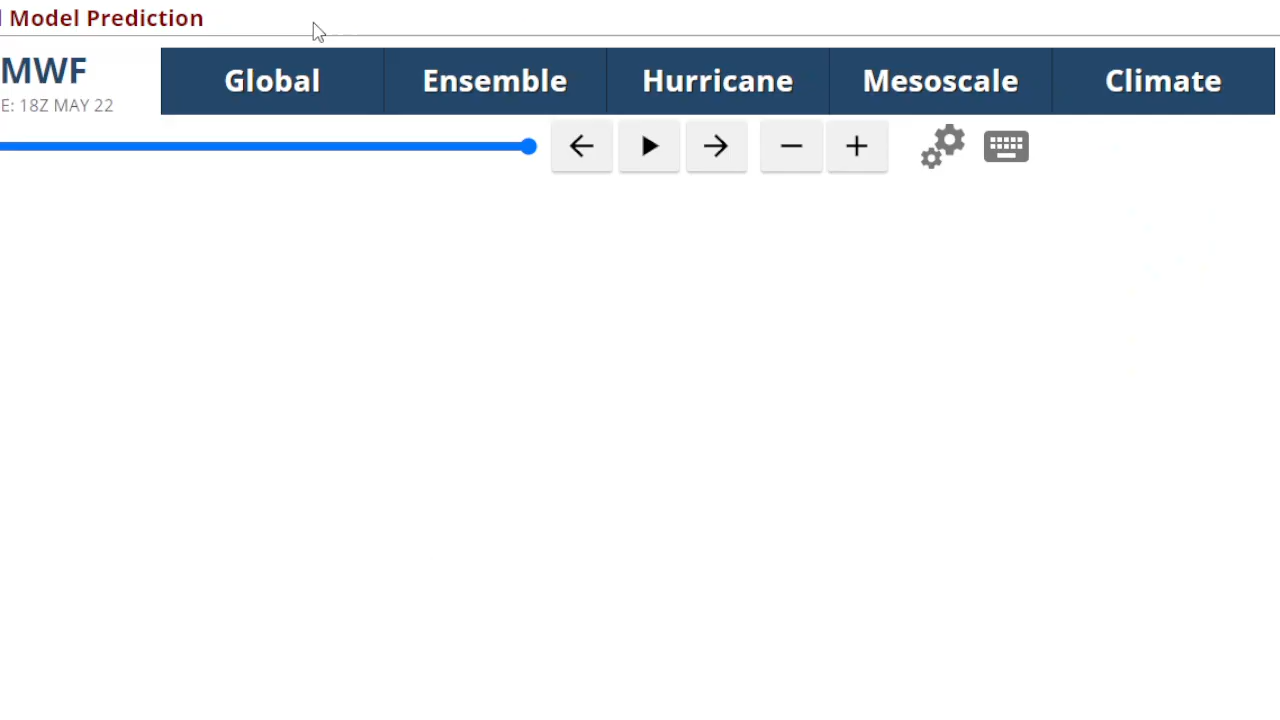 Model Prediction
MWF
Global
Ensemble
Hurricane
Mesoscale
Climate
E: 18Z MAY 22